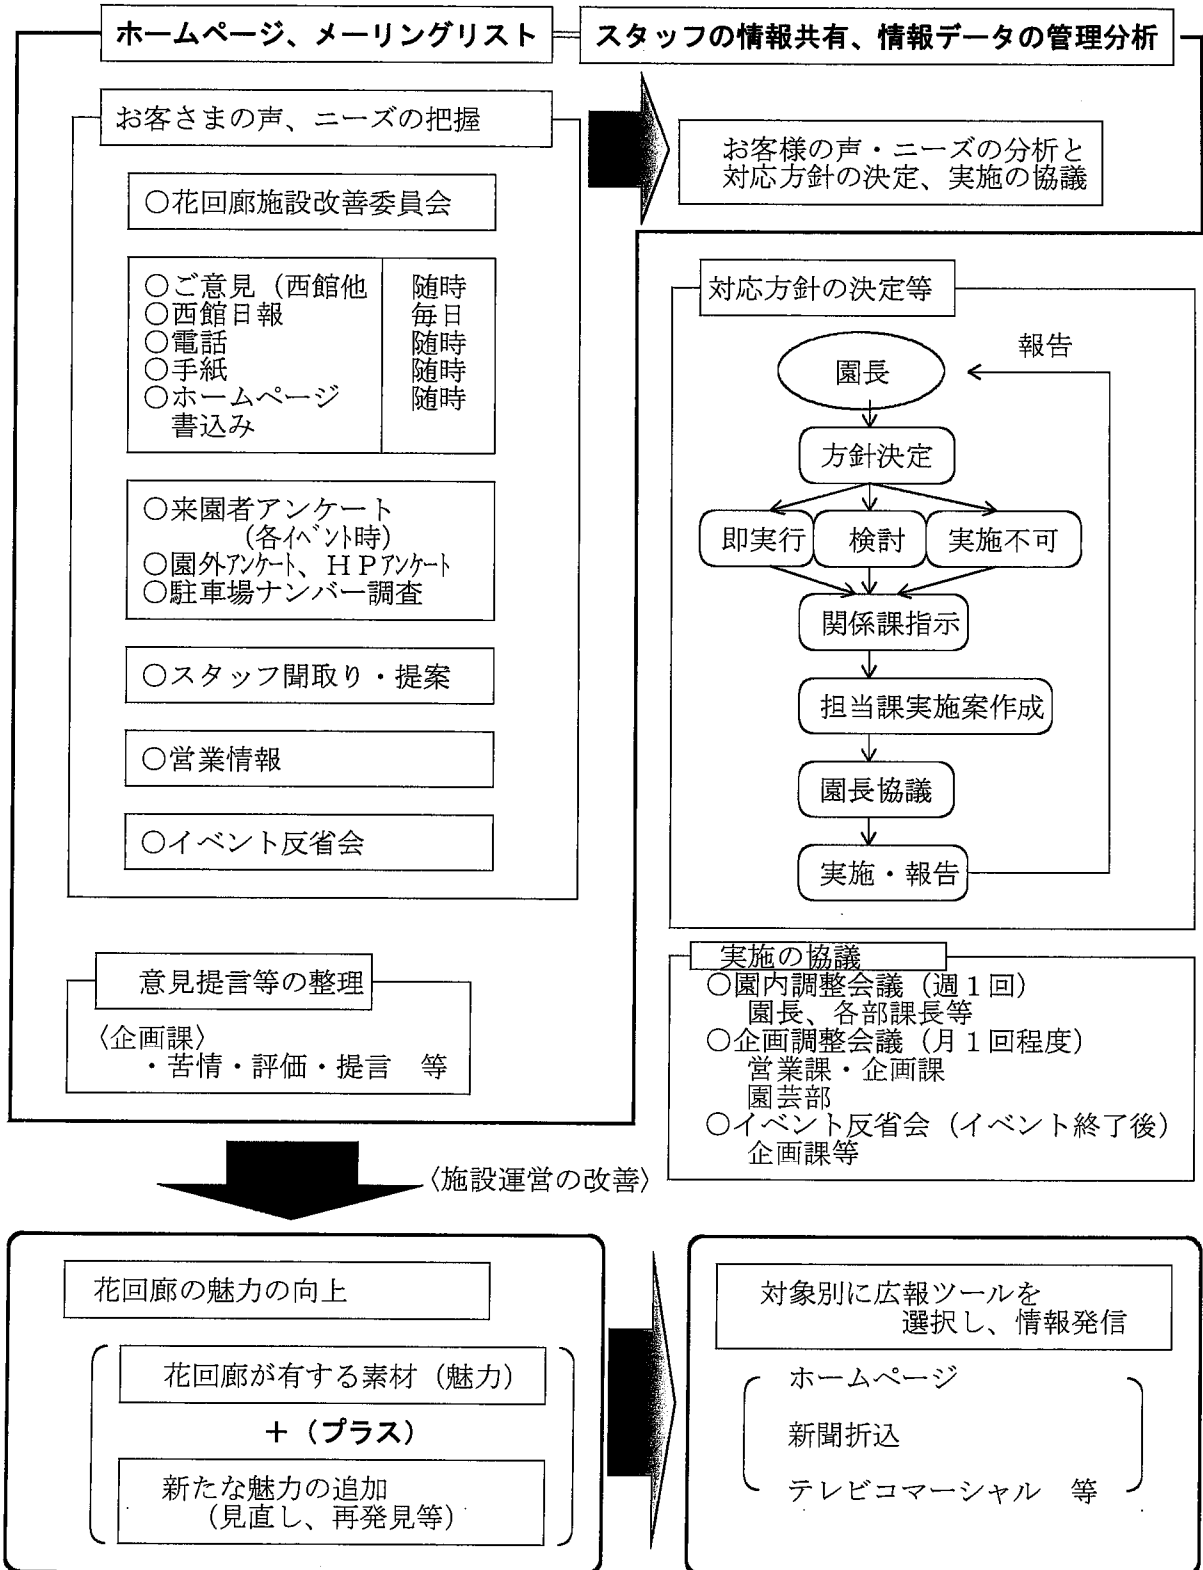 ホームページ、メーリングリスト
スタッフの情報共有、情報データの管理分析
お客さまの声、ニーズの把握
○花回廊施設改善委員会
○ご意見（西館他　随時
○西館日報　毎日
○電話　随時
○手紙　随時
○ホームページ　随時
書込み
○来園者アンケート
（各ｲﾍﾞﾝﾄ時）
○園外ｱﾝｹｰﾄ、ＨＰｱﾝｹｰﾄ
○駐車場ナンバー調査
○スタッフ聞取り・提案
○営業情報
○イベント反省会
意見提言等の整理
〈企画課〉
・苦情・評価・提言　等
お客様の声・ニーズの分析と
対応方針の決定、実施の協議
対応方針の決定等
報告
園長
方針決定
即実行　検討　実施不可
関係課指示
担当課実施案作成
園長協議
実施・報告
実施の協議
○園内調整会議（週１回）
園長、各部課長等
○企画調整会議（月１回程度）
営業課・企画課
園芸部
○イベント反省会（イベント終了後）
企画課等
〈施設運営の改善〉
花回廊の魅力の向上
花回廊が有する素材（魅力）
＋（プラス）
新たな魅力の追加
（見直し、再発見等）
対象別に広報ツールを
選択し、情報発信
ホームページ
新聞折込
テレビコマーシャル　等